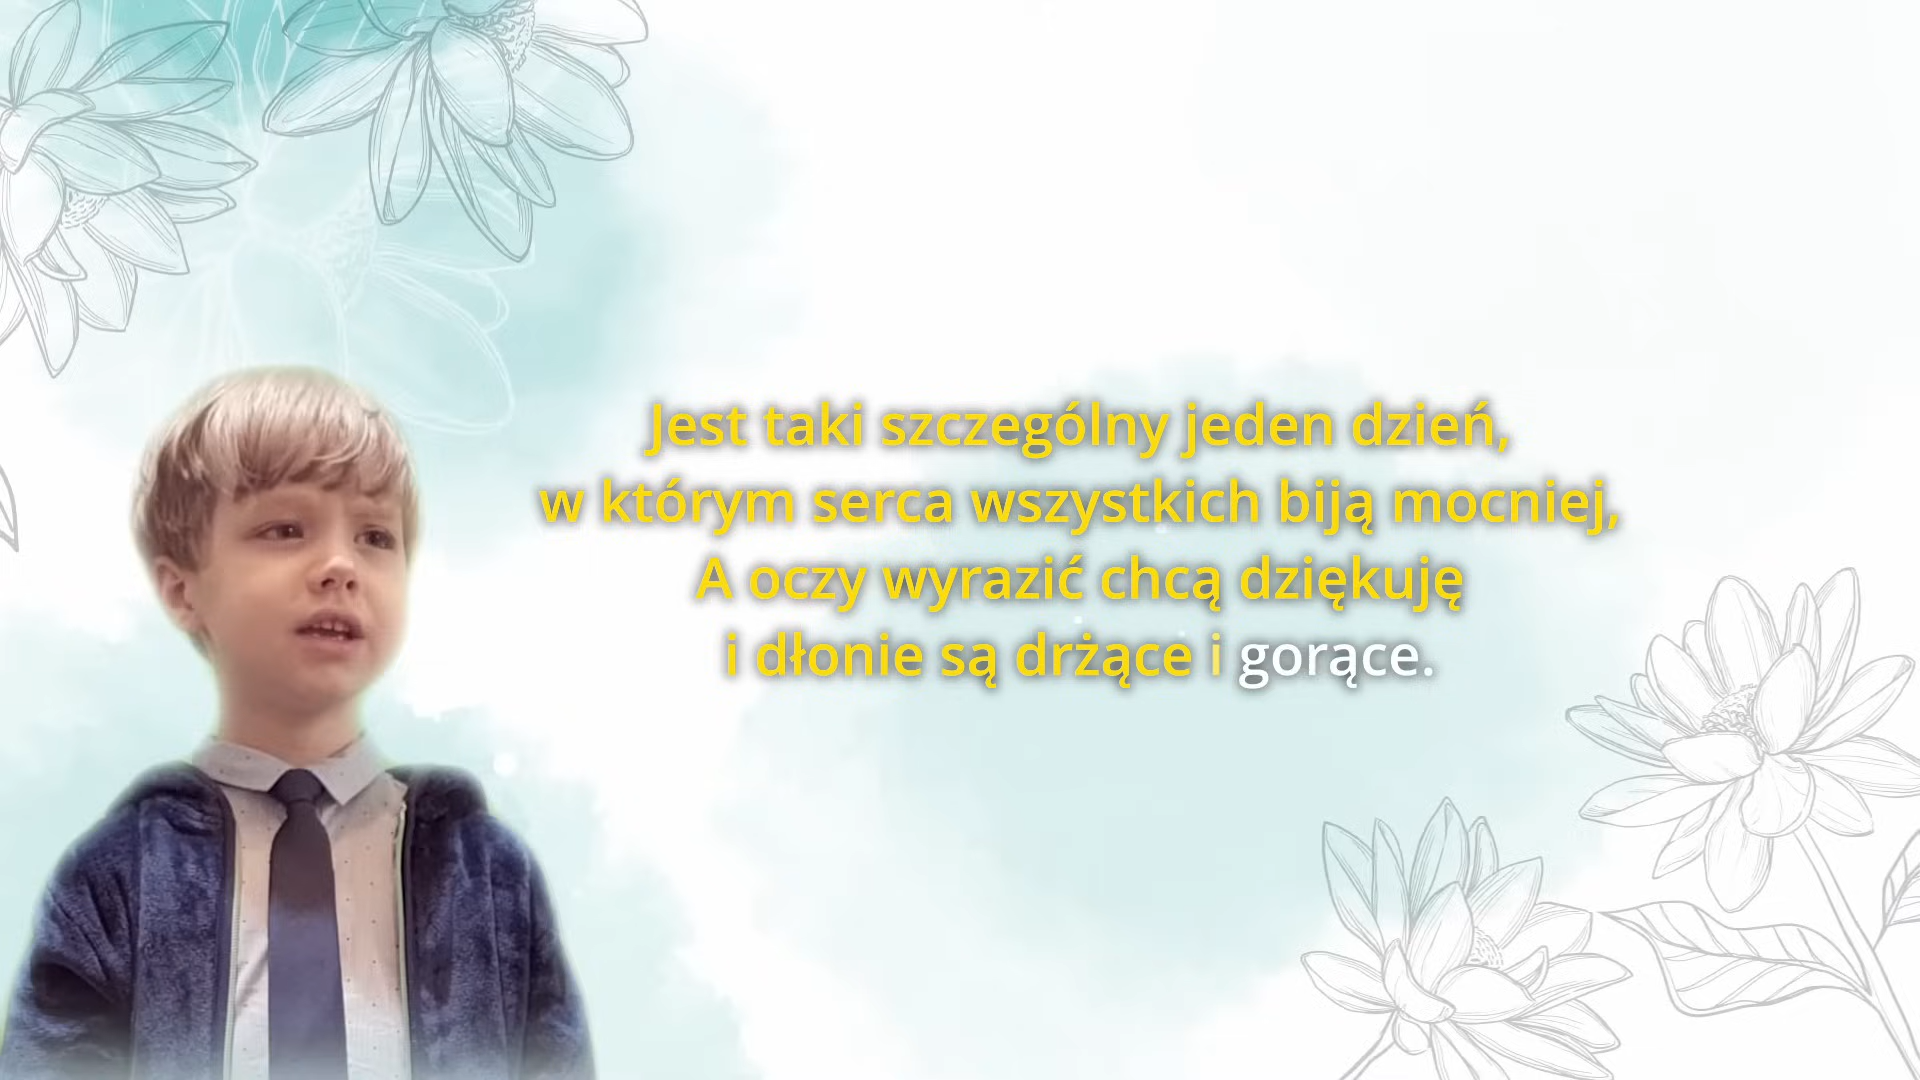 Jest taki szczególny jeden dzień,
w którym serca wszystkich biją mocniej,
A oczy wyrazić chcą dziękuję
i dłonie są drżące i gorące.